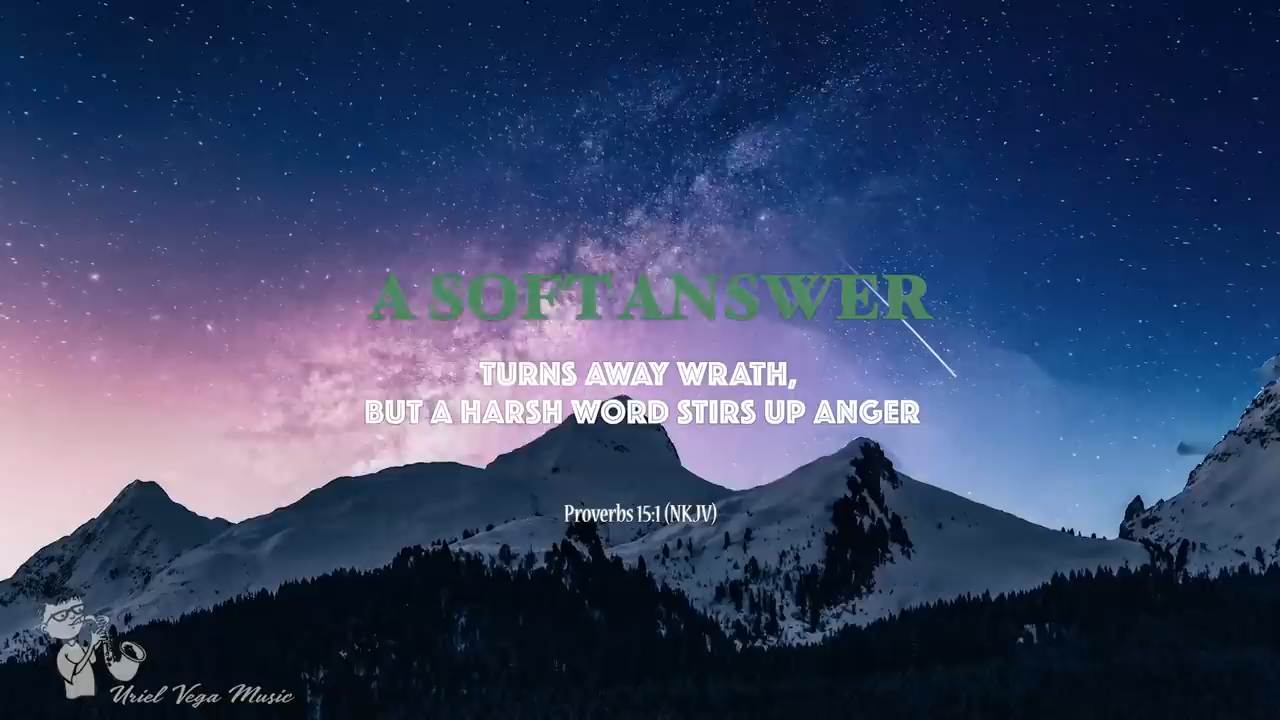 A SOFT ANSWER
TURNS AWAY WRATH,
BUT A HARSH WORD STIRS UP ANGER
Proverbs 15:1 (NKJV)
Uriel Vega Music